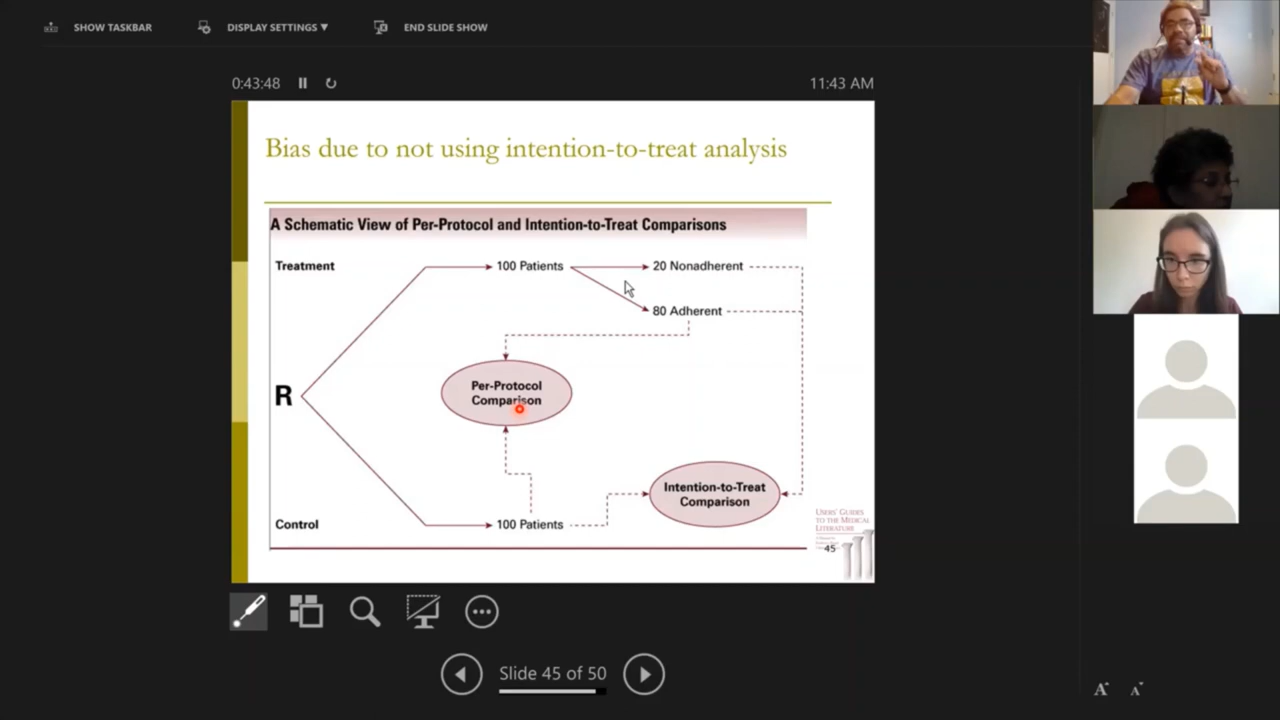 SHOW TASKBAR
DISPLAY SETTINGS ▼
END SLIDE SHOW
0:43:48
11:43 AM
Bias due to not using intention-to-treat analysis
A Schematic View of Per-Protocol and Intention-to-Treat Comparisons
Treatment
100 Patients
20 Nonadherent
80 Adherent
R
Per-Protocol
Comparison
Intention-to-Treat
Comparison
Control
100 Patients
USERS' GUIDES
TO THE MEDICAL
LITERATURE
45
Slide 45 of 50
A
A